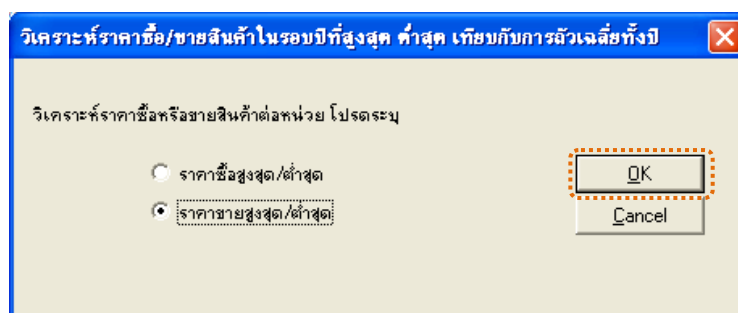 วิเคราะห์ราคาซื้อ/ขายสินค้าในรอบปีที่สูงสุด ต่ำสุด เทียบกับการถัวเฉลี่ยทั้งปี
วิเคราะห์ราคาซื้อหรือขายสินค้าต่อหน่วย โปรดระบุ
ราคาซื้อสูงสุด/ต่ำสุด
OK
ราคาขายสูงสุด/ต่ำสุด
Cancel